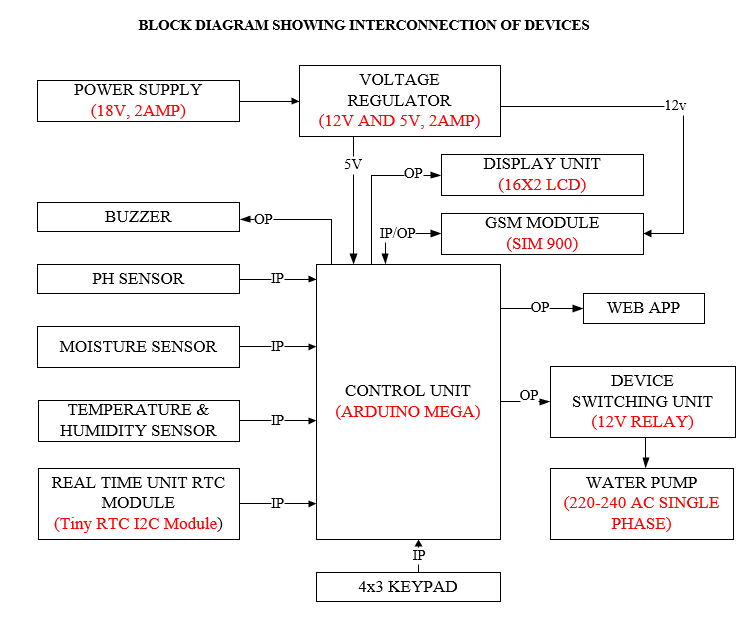 BLOCK DIAGRAM SHOWING INTERCONNECTION OF DEVICES
POWER SUPPLY
(18V, 2AMP)
VOLTAGE
REGULATOR
(12V AND 5V, 2AMP)
12v
5V
OP
DISPLAY UNIT
(16X2 LCD)
BUZZER
OP
IP/OP
GSM MODULE
(SIM 900)
PH SENSOR
IP
OP
WEB APP
MOISTURE SENSOR
IP
CONTROL UNIT
(ARDUINO MEGA)
OP
DEVICE
SWITCHING UNIT
(12V RELAY)
TEMPERATURE &
HUMIDITY SENSOR
IP
REAL TIME UNIT RTC
MODULE
(Tiny RTC I2C Module)
IP
WATER PUMP
(220-240 AC SINGLE
PHASE)
IP
4x3 KEYPAD